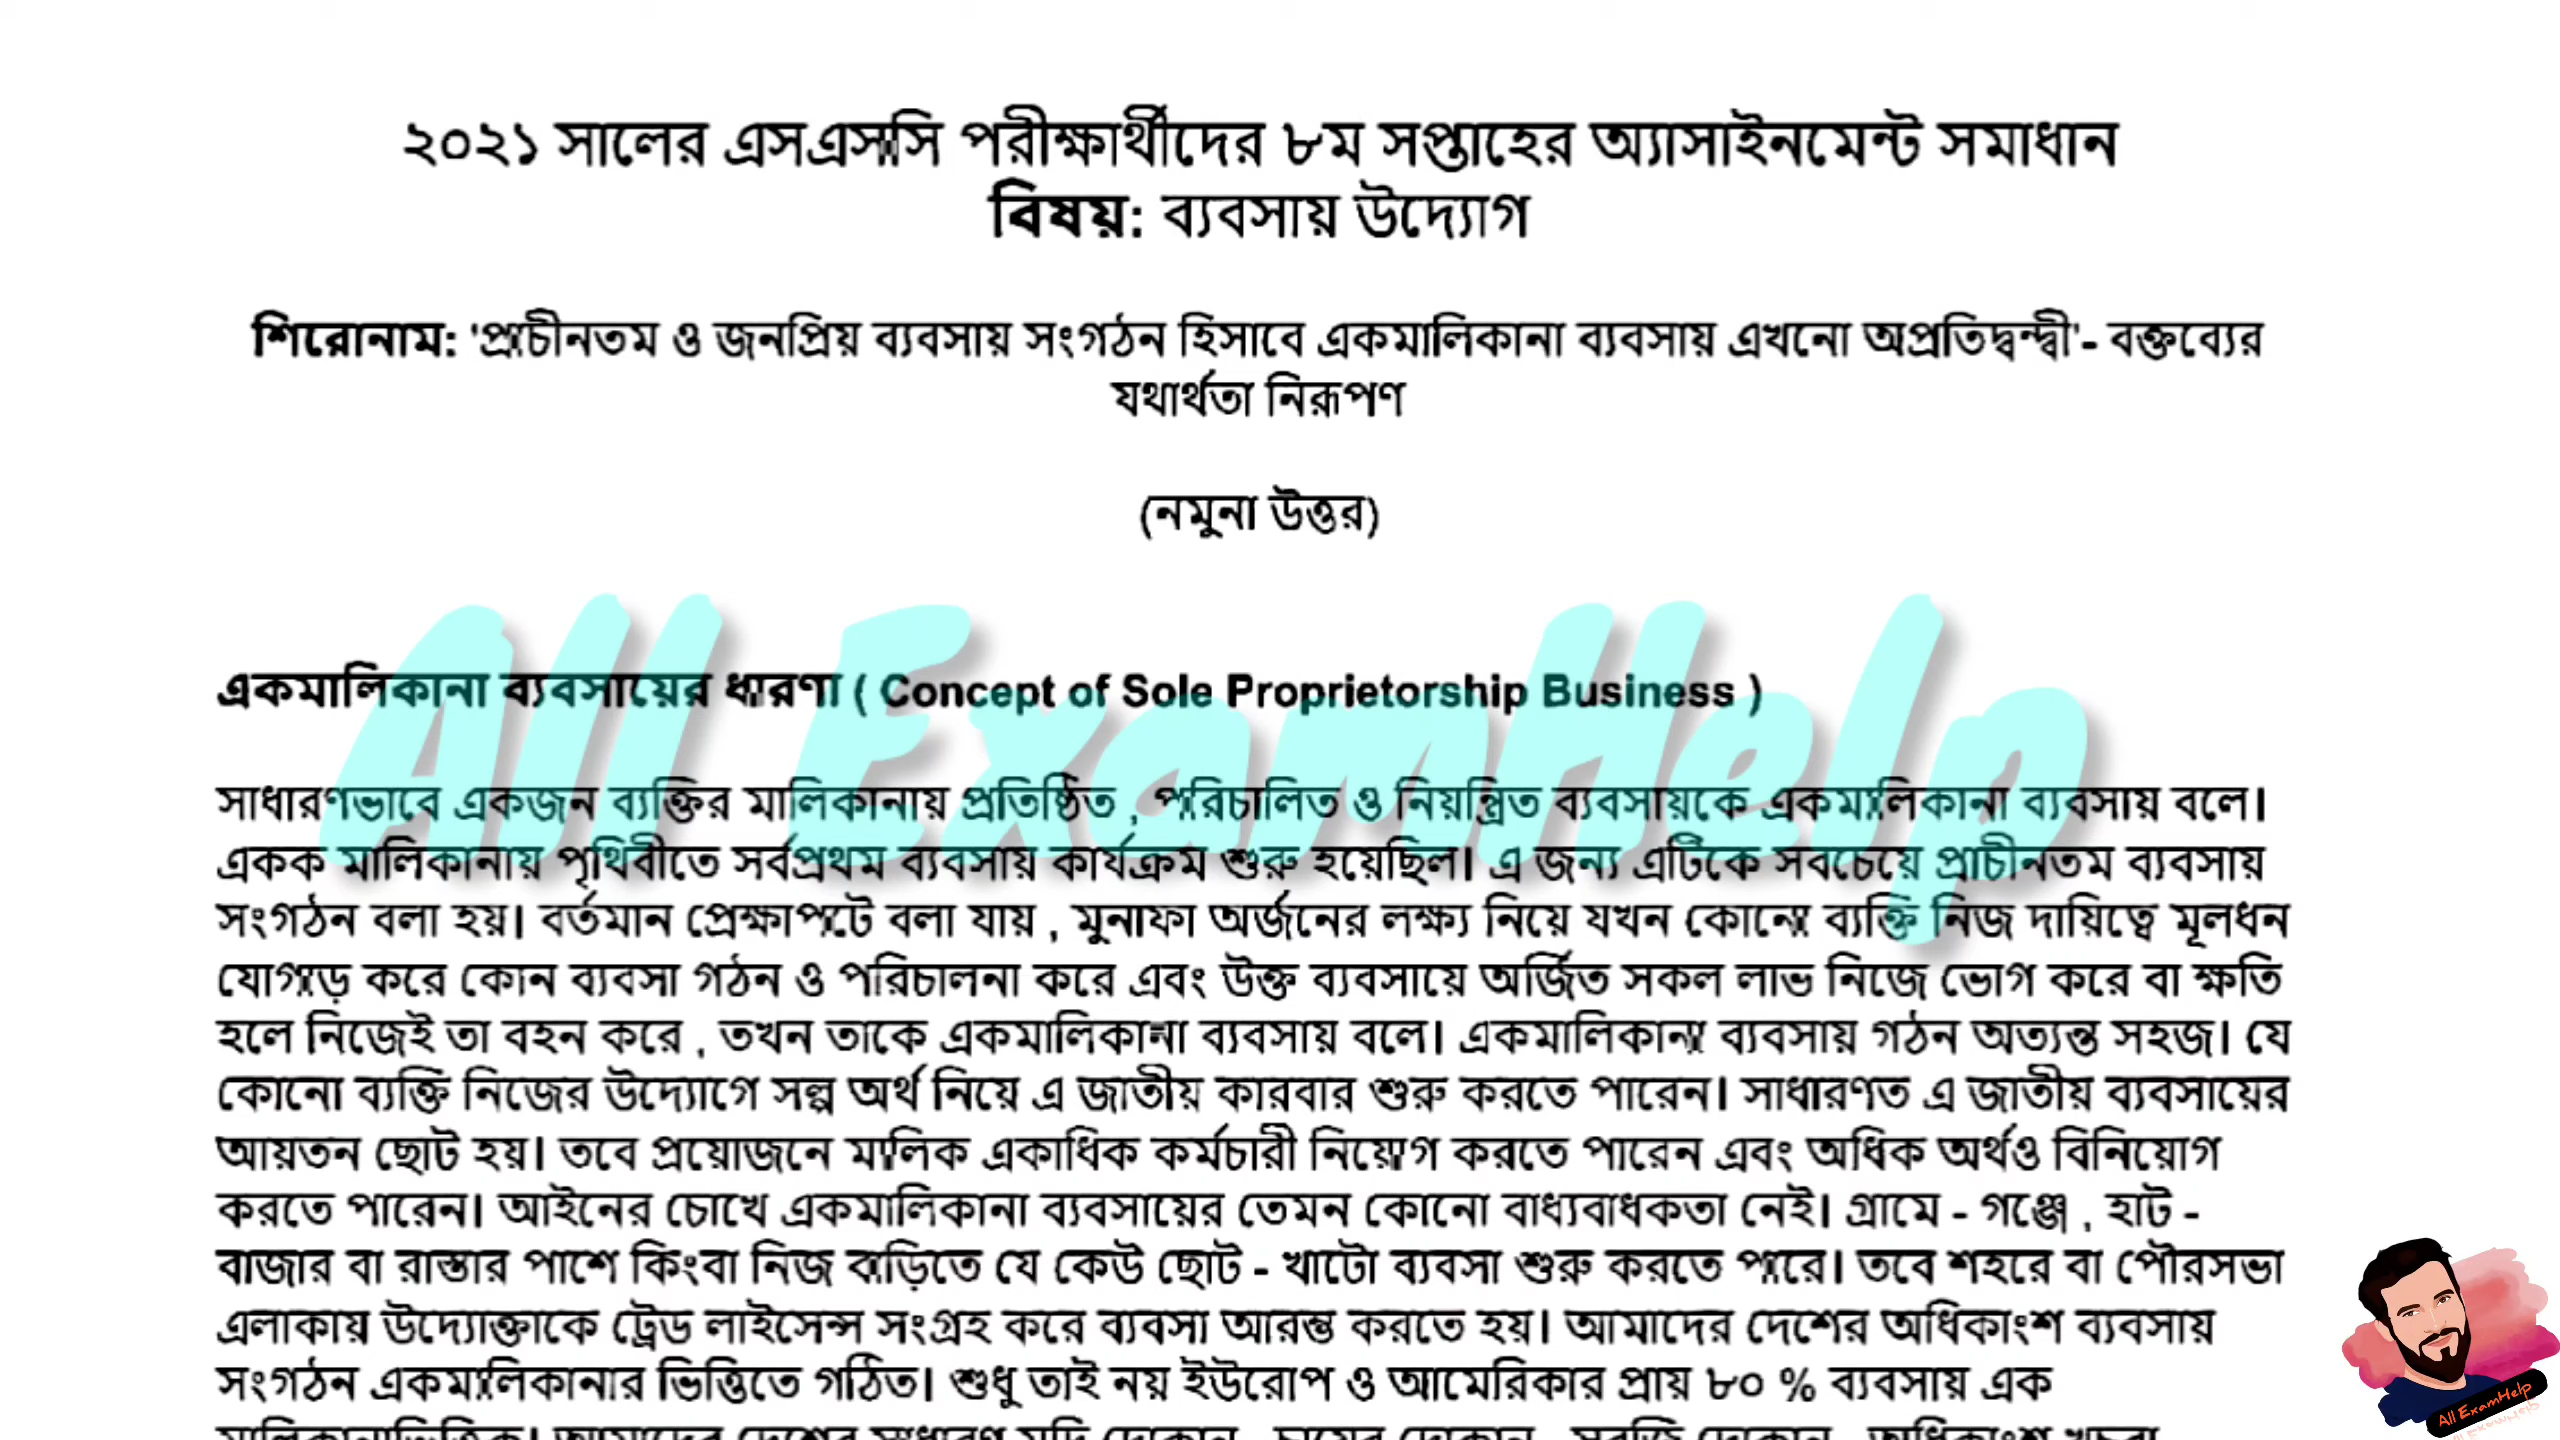 ২০২১ সালের এসএসসি পরীক্ষার্থীদের ৮ম সপ্তাহের অ্যাসাইনমেন্ট সমাধান
বিষয়: ব্যবসায় উদ্যোগ
শিরোনাম: 'প্রাচীনতম ও জনপ্রিয় ব্যবসায় সংগঠন হিসাবে একমালিকানা ব্যবসায় এখনো অপ্রতিদ্বন্দ্বী'- বক্তব্যের
যথার্থতা নিরূপণ
(নমুনা উত্তর)
All ExamHelp
একমালিকানা ব্যবসায়ের ধারণা ( Concept of Sole Proprietorship Business )
সাধারণভাবে একজন ব্যক্তির মালিকানায় প্রতিষ্ঠিত , পরিচালিত ও নিয়ন্ত্রিত ব্যবসায়কে একমালিকানা ব্যবসায় বলে।
একক মালিকানায় পৃথিবীতে সর্বপ্রথম ব্যবসায় কার্যক্রম শুরু হয়েছিল। এ জন্য এটিকে সবচেয়ে প্রাচীনতম ব্যবসায়
সংগঠন বলা হয়। বর্তমান প্রেক্ষাপটে বলা যায় , মুনাফা অর্জনের লক্ষ্য নিয়ে যখন কোনো ব্যক্তি নিজ দায়িত্বে মূলধন
যোগাড় করে কোন ব্যবসা গঠন ও পরিচালনা করে এবং উক্ত ব্যবসায়ে অর্জিত সকল লাভ নিজে ভোগ করে বা ক্ষতি
হলে নিজেই তা বহন করে , তখন তাকে একমালিকানা ব্যবসায় বলে। একমালিকানা ব্যবসায় গঠন অত্যন্ত সহজ। যে
কোনো ব্যক্তি নিজের উদ্যোগে সল্প অর্থ নিয়ে এ জাতীয় কারবার শুরু করতে পারেন। সাধারণত এ জাতীয় ব্যবসায়ের
আয়তন ছোট হয়। তবে প্রয়োজনে মালিক একাধিক কর্মচারী নিয়োগ করতে পারেন এবং অধিক অর্থও বিনিয়োগ
করতে পারেন। আইনের চোখে একমালিকানা ব্যবসায়ের তেমন কোনো বাধ্যবাধকতা নেই। গ্রামে - গঞ্জে , হাট -
বাজার বা রাস্তার পাশে কিংবা নিজ বাড়িতে যে কেউ ছোট - খাটো ব্যবসা শুরু করতে পারে। তবে শহরে বা পৌরসভা
এলাকায় উদ্যোক্তাকে ট্রেড লাইসেন্স সংগ্রহ করে ব্যবসা আরম্ভ করতে হয়। আমাদের দেশের অধিকাংশ ব্যবসায়
সংগঠন একমালিকানার ভিত্তিতে গঠিত। শুধু তাই নয় ইউরোপ ও আমেরিকার প্রায় ৮০ % ব্যবসায় এক
All ExamHelp